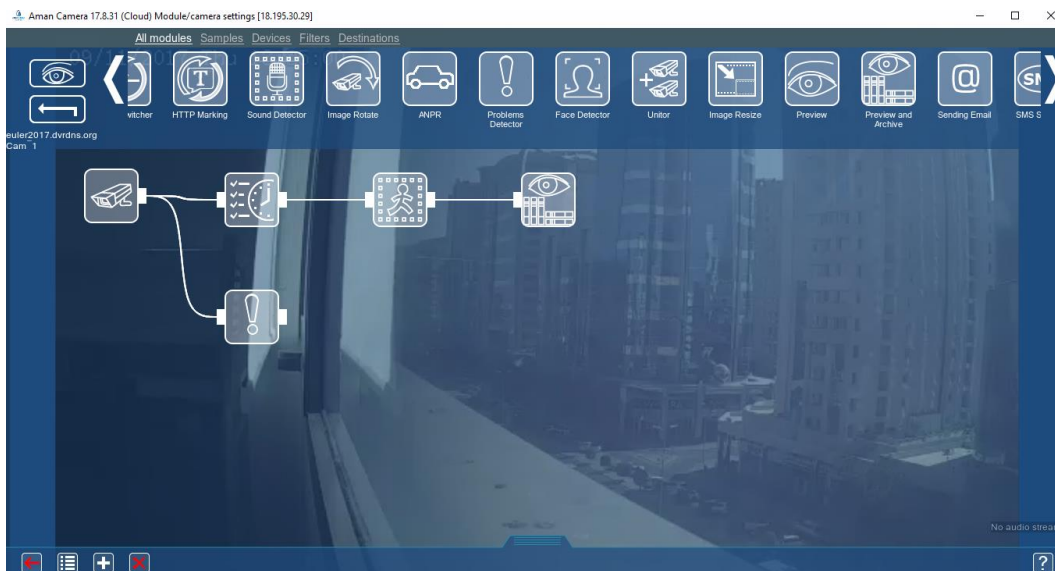 Aman Camera 17.8.31 (Cloud) Module/camera settings [18.195.30.29]
All modules Samples Devices Filters Destinations
witcher HTTP Marking Sound Detector Image Rotate ANPR Problems Detector Face Detector Unitor Image Resize Preview Preview and Archive Sending Email SMS S
euler2017.dvrdns.org
Cam 1
No audio strea